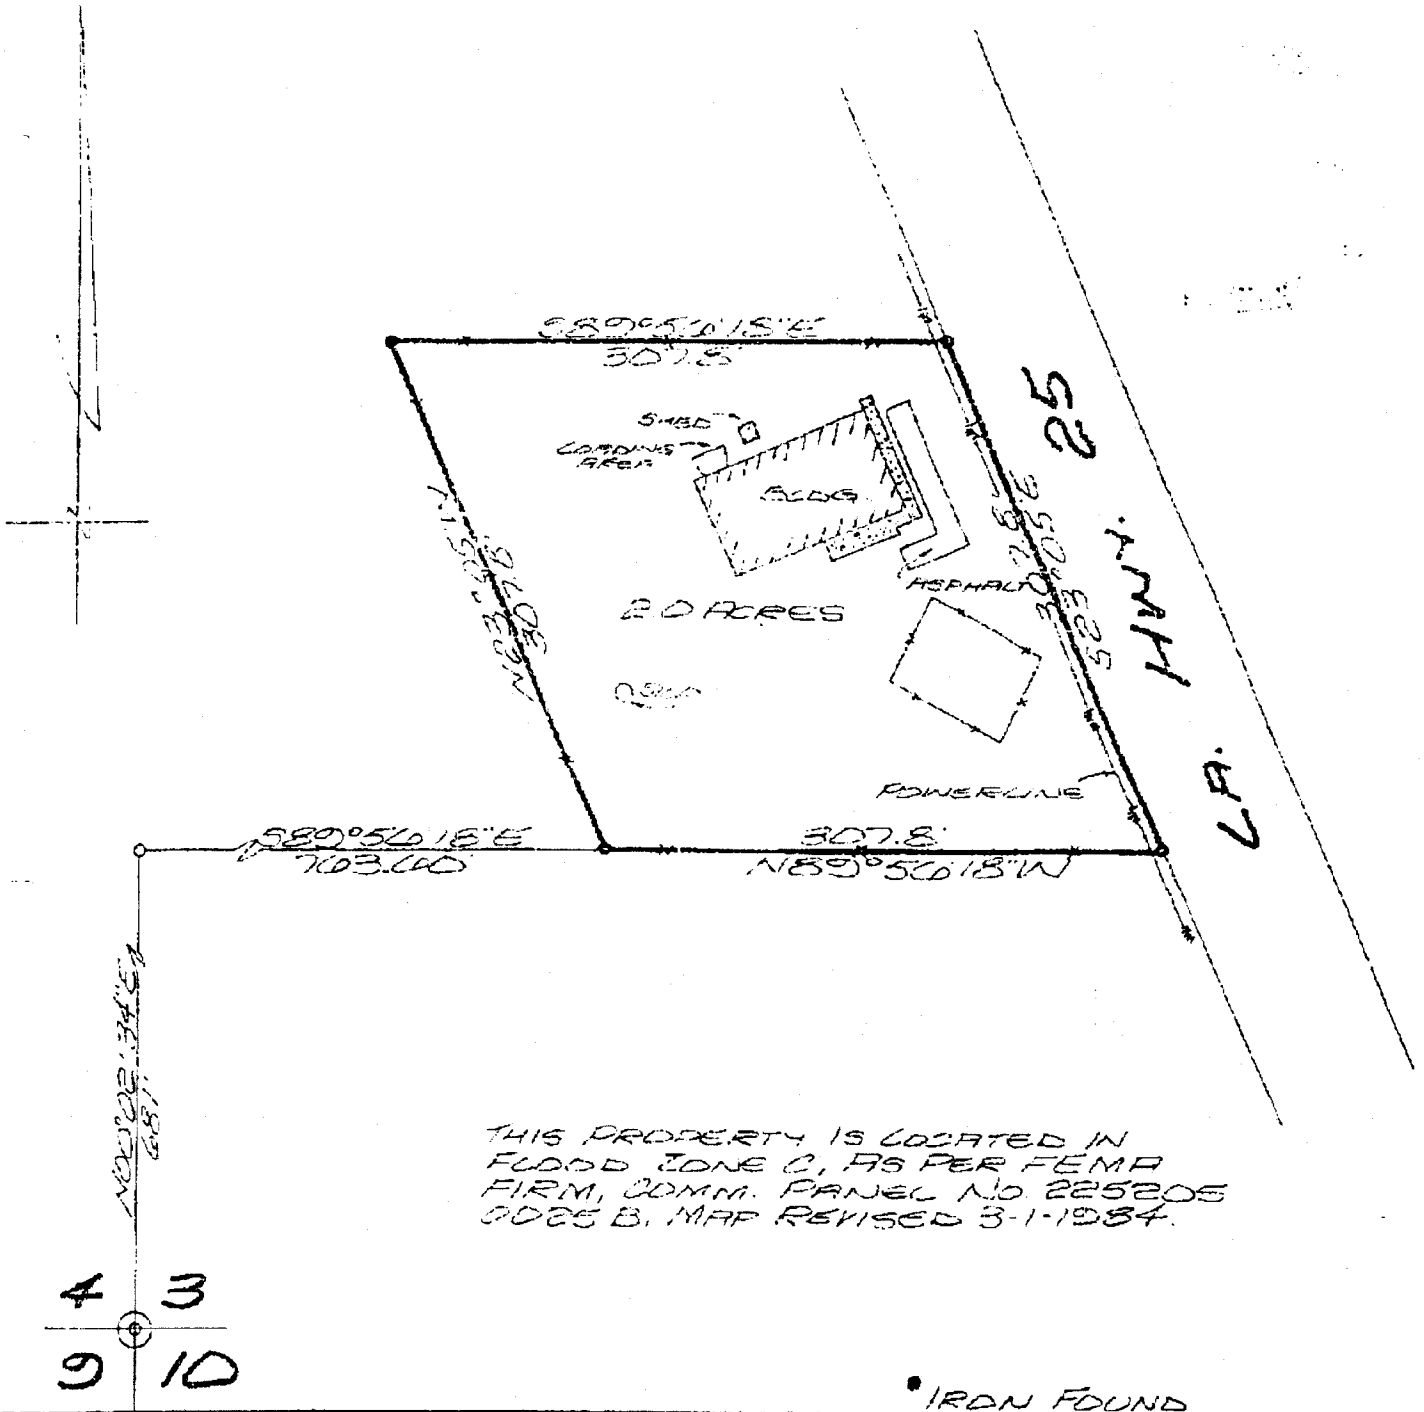 S89°56'18"E
307.8'
SHED
LOADING
AREA
BLDG
ASPHALT
2.0 ACRES
N23°05'W
307.8'
307.8'
S23°05'E
LA. HWY. 25
POWERLINE
S89°56'18"E
763.60'
307.8'
N89°56'18"W
N00°02'34"E
681'
THIS PROPERTY IS LOCATED IN
FLOOD ZONE C, AS PER FEMA
FIRM, COMM. PANEL NO. 225205
0025 B. MAP REVISED 3-1-1984.
4 3
9 10
IRON FOUND